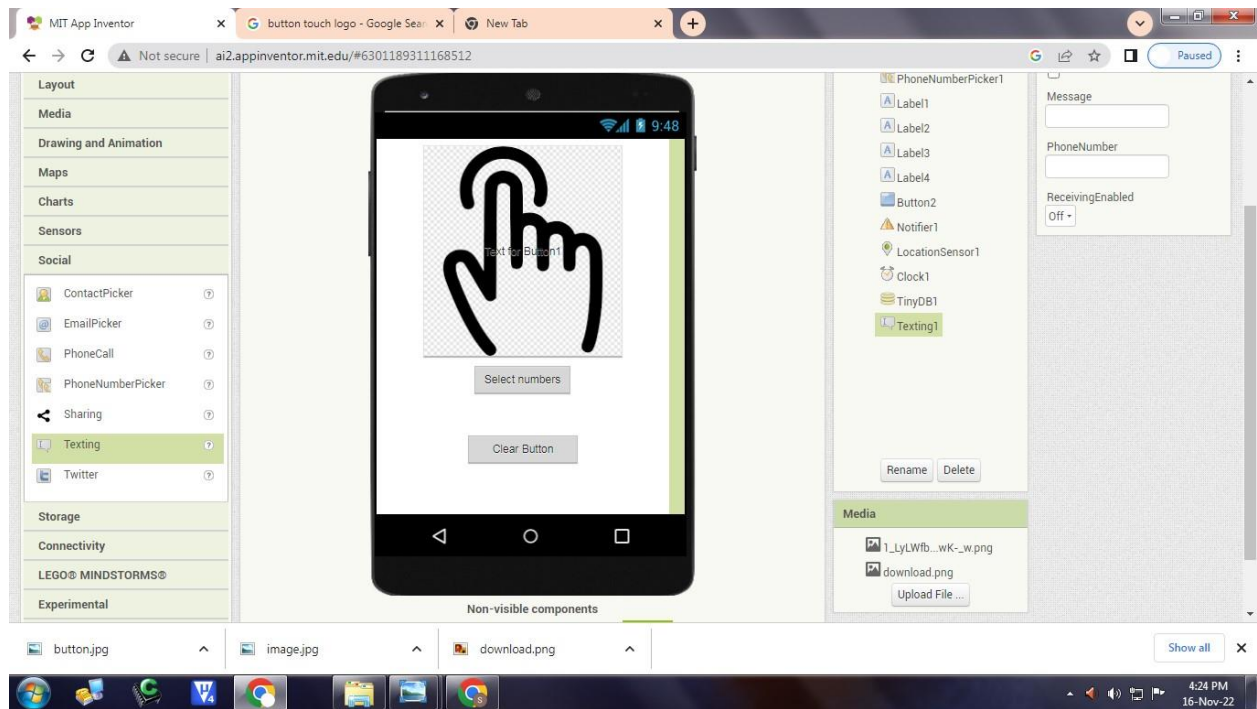 MIT App Inventor
button touch logo - Google Sear
New Tab
Not secure
ai2.appinventor.mit.edu/#6301189311168512
Paused
Layout
Media
Drawing and Animation
Maps
Charts
Sensors
Social
ContactPicker
EmailPicker
PhoneCall
PhoneNumberPicker
Sharing
Texting
Twitter
Storage
Connectivity
LEGO® MINDSTORMS®
Experimental
9:48
Text for Button1
Select numbers
Clear Button
Non-visible components
PhoneNumberPicker1
Label1
Label2
Label3
Label4
Button2
Notifier1
LocationSensor1
Clock1
TinyDB1
Texting1
Rename
Delete
Media
1_LyLWfb...wK-_w.png
download.png
Upload File ...
Message
PhoneNumber
ReceivingEnabled
Off
button.jpg
image.jpg
download.png
Show all
4:24 PM
16-Nov-22